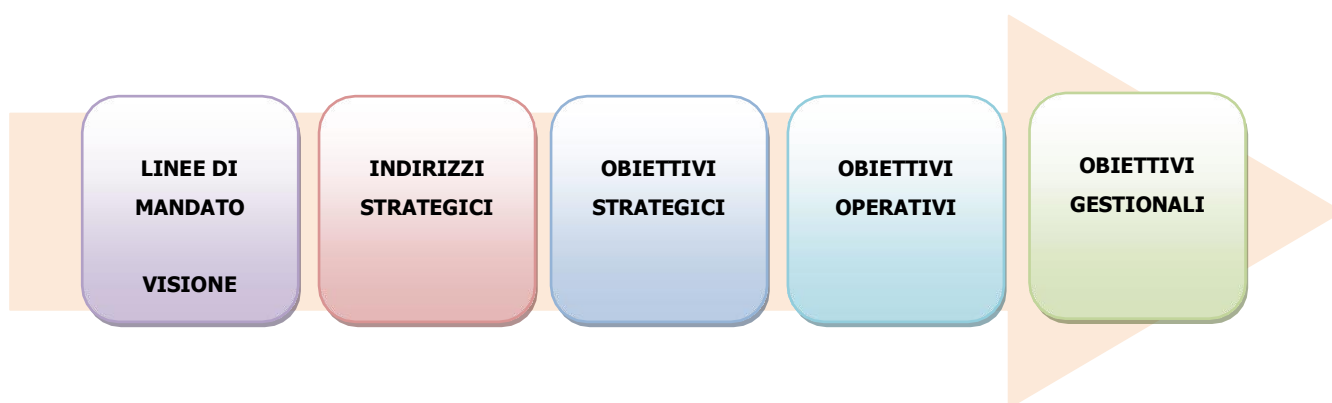 LINEE DI
MANDATO
VISIONE
INDIRIZZI
STRATEGICI
OBIETTIVI
STRATEGICI
OBIETTIVI
OPERATIVI
OBIETTIVI
GESTIONALI